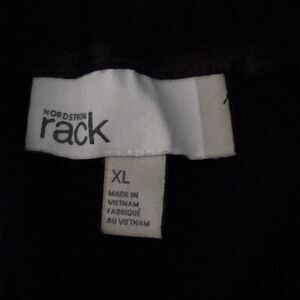 NORDSTROM
rack
XL
MADE IN
VIETNAM
FABRIQUÉ
AU VIETNAM